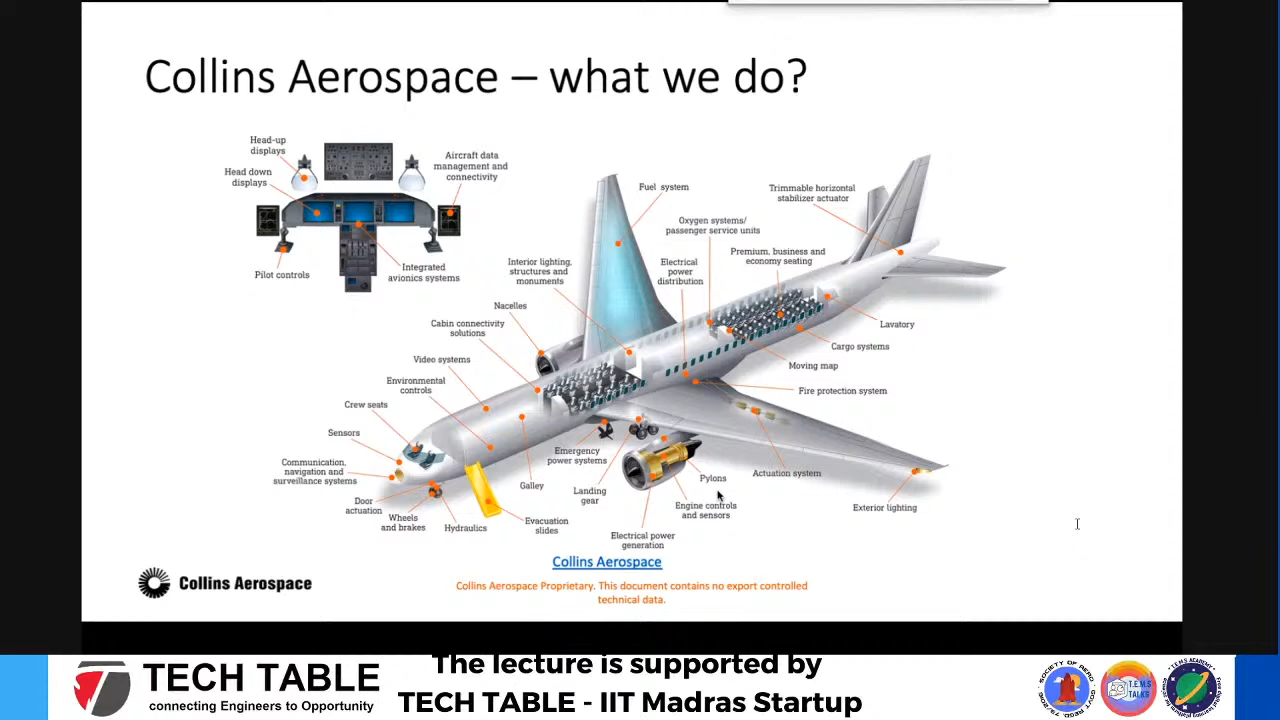 Collins Aerospace – what we do?
Head-up
displays
Head down
displays
Aircraft data
management and
connectivity
Pilot controls
Integrated
avionics systems
Fuel system
Trimmable horizontal
stabilizer actuator
Oxygen systems/
passenger service units
Premium, business and
economy seating
Interior lighting,
structures and
monuments
Electrical
power
distribution
Nacelles
Cabin connectivity
solutions
Lavatory
Cargo systems
Video systems
Moving map
Environmental
controls
Fire protection system
Crew seats
Sensors
Communication,
navigation and
surveillance systems
Emergency
power systems
Actuation system
Pylons
Galley
Landing
gear
Door
actuation
Wheels
and brakes
Hydraulics
Evacuation
slides
Engine controls
and sensors
Exterior lighting
Electrical power
generation
Collins Aerospace
Collins Aerospace
Collins Aerospace Proprietary. This document contains no export controlled
technical data.
TECH TABLE
connecting Engineers to Opportunity
The lecture is supported by
TECH TABLE - IIT Madras Startup
T.E.M.S
TALKS